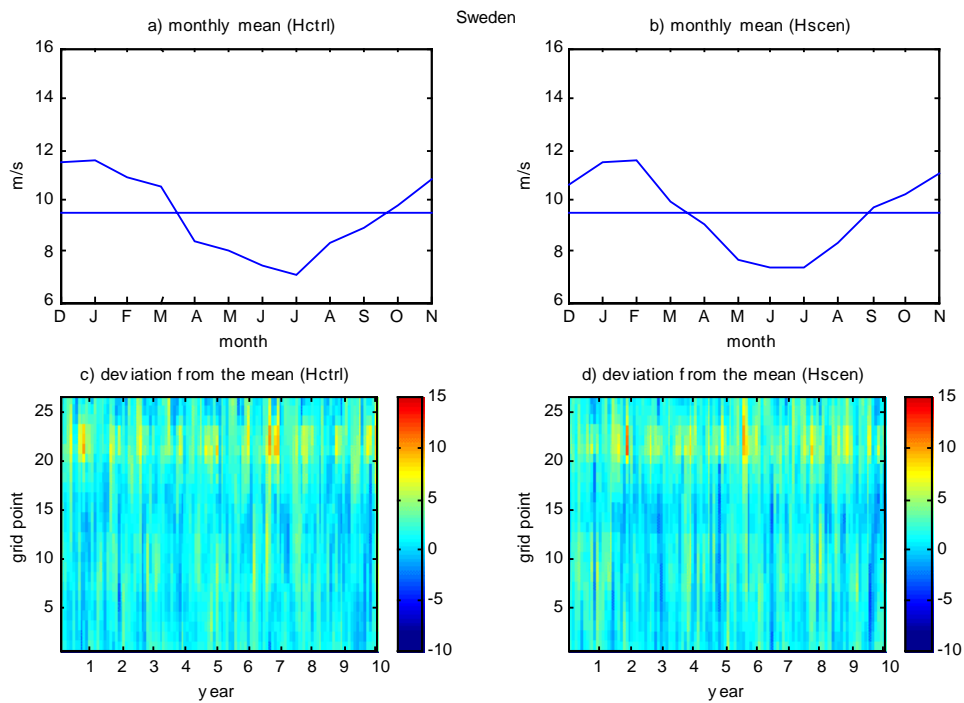 Sweden
a) monthly mean (Hctrl)
16
14
12
10
8
6
m/s
D J F M A M J J A S O N
month
b) monthly mean (Hscen)
16
14
12
10
8
6
m/s
D J F M A M J J A S O N
month
c) deviation from the mean (Hctrl)
25
20
15
10
5
grid point
1 2 3 4 5 6 7 8 9 10
year
15
10
5
0
-5
-10
d) deviation from the mean (Hscen)
25
20
15
10
5
grid point
1 2 3 4 5 6 7 8 9 10
year
15
10
5
0
-5
-10